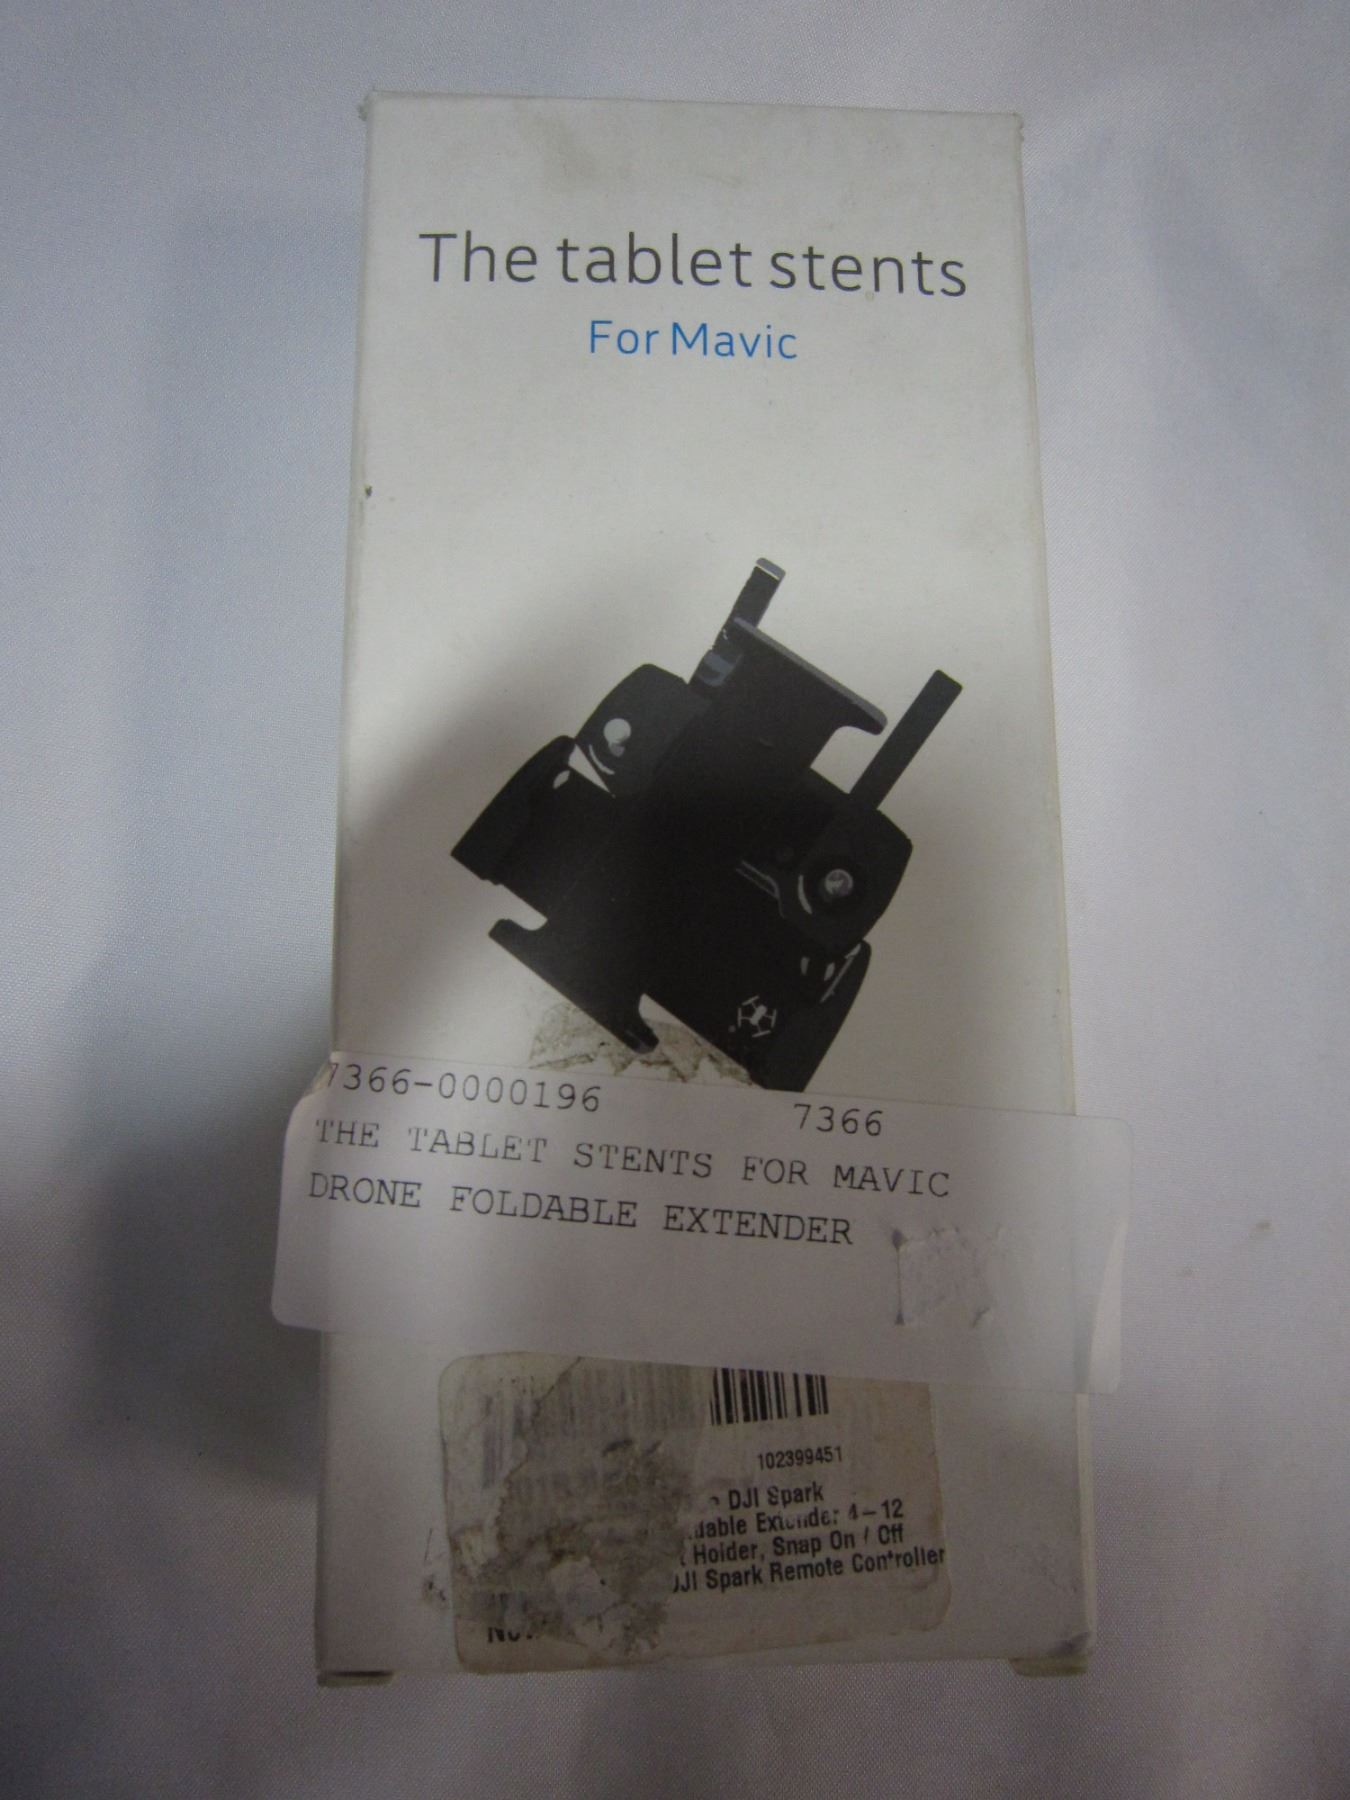 The tablet stents
For Mavic
7366-0000196 7366
THE TABLET STENTS FOR MAVIC
DRONE FOLDABLE EXTENDER
102399451
DJI Spark
Extender 4-12
Holder, Snap On / Off
DJI Spark Remote Controller